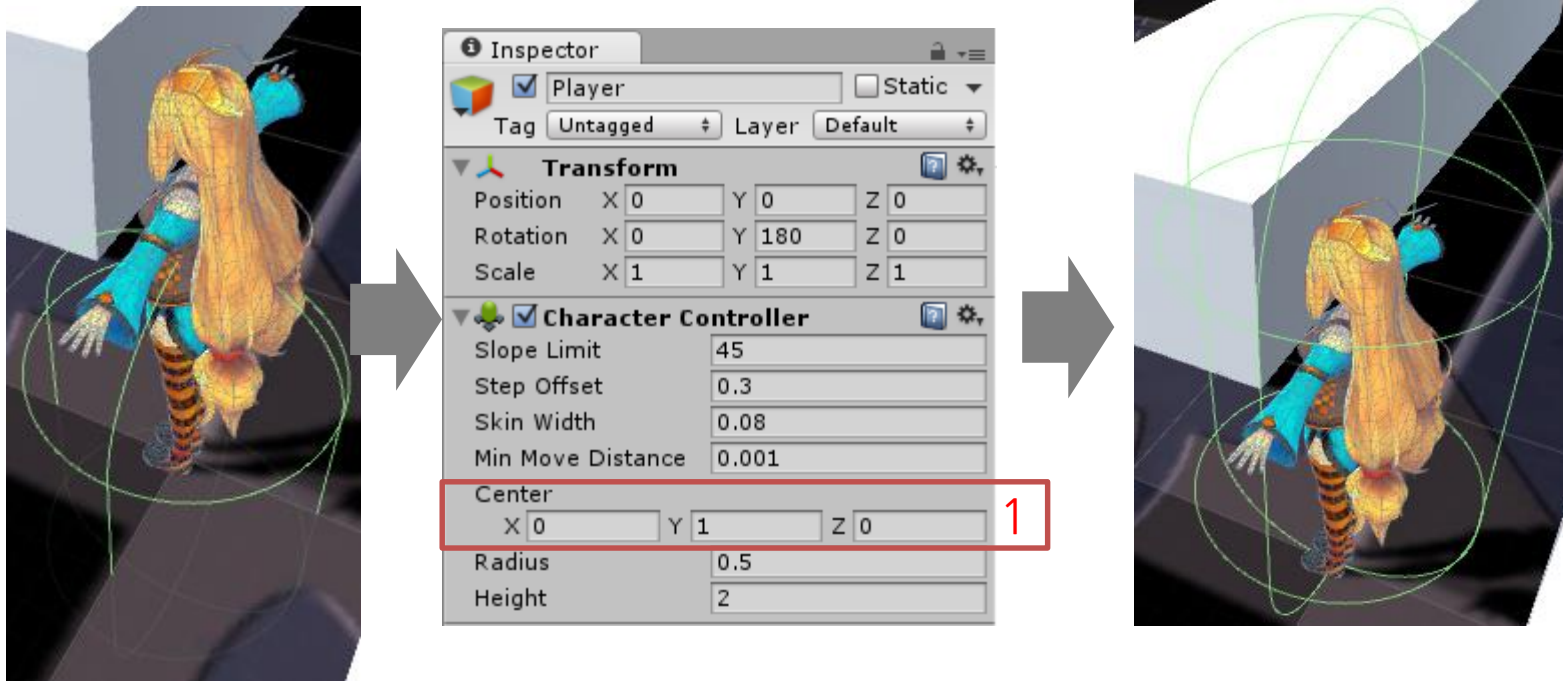 Inspector
Player Static
Tag Untagged Layer Default
Transform
Position X 0 Y 0 Z 0
Rotation X 0 Y 180 Z 0
Scale X 1 Y 1 Z 1
Character Controller
Slope Limit 45
Step Offset 0.3
Skin Width 0.08
Min Move Distance 0.001
Center
X 0 Y 1 Z 0
1
Radius 0.5
Height 2